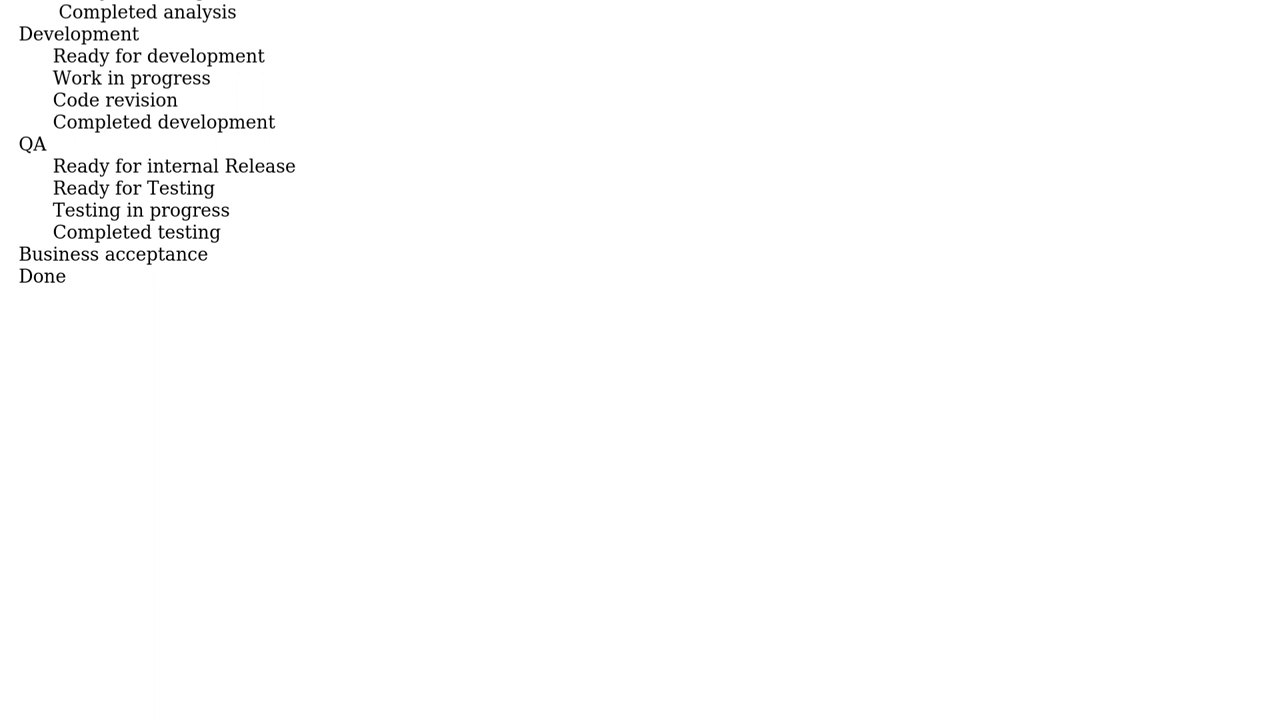 Completed analysis
Development
Ready for development
Work in progress
Code revision
Completed development
QA
Ready for internal Release
Ready for Testing
Testing in progress
Completed testing
Business acceptance
Done